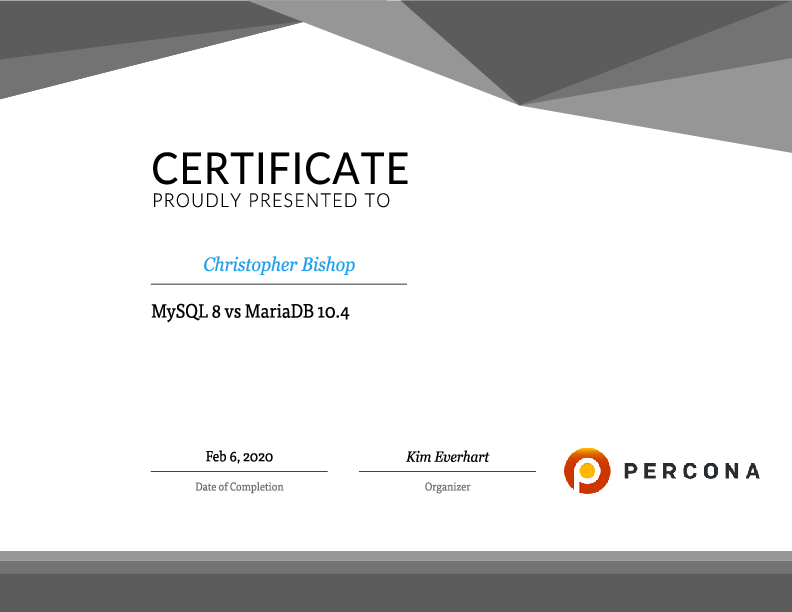 CERTIFICATE
PROUDLY PRESENTED TO
Christopher Bishop
MySQL 8 vs MariaDB 10.4
Feb 6, 2020
Kim Everhart
Date of Completion
Organizer
PERCONA